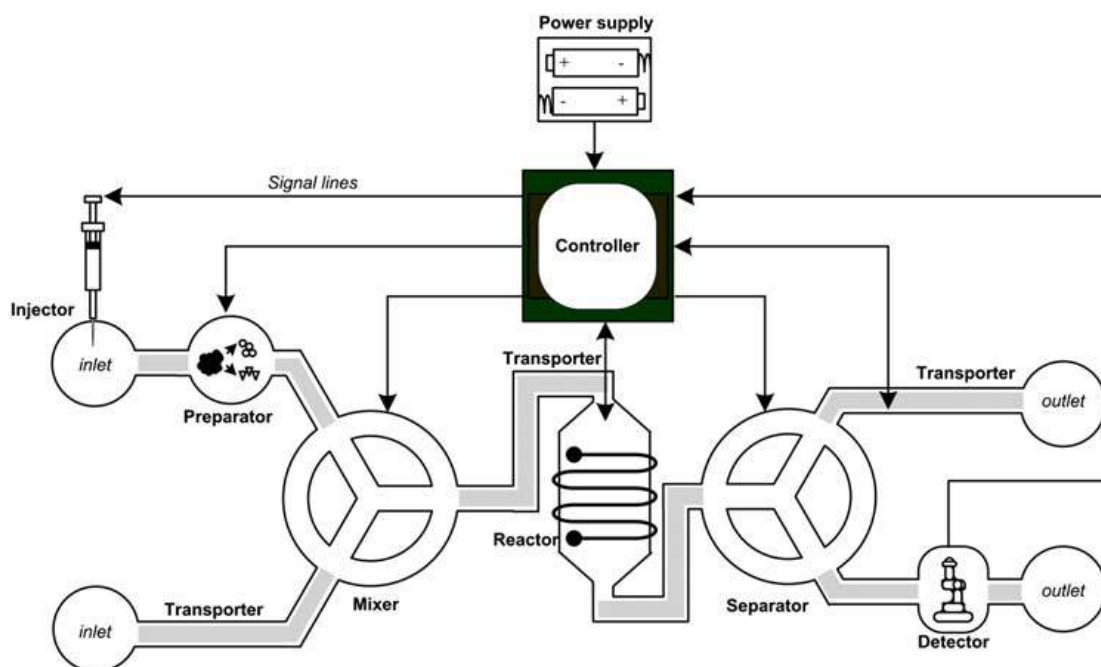 Power supply
+ -
- +
Signal lines
Controller
Injector
inlet
Preparator
Transporter
Transporter
outlet
Reactor
Transporter
Mixer
Separator
inlet
outlet
Detector